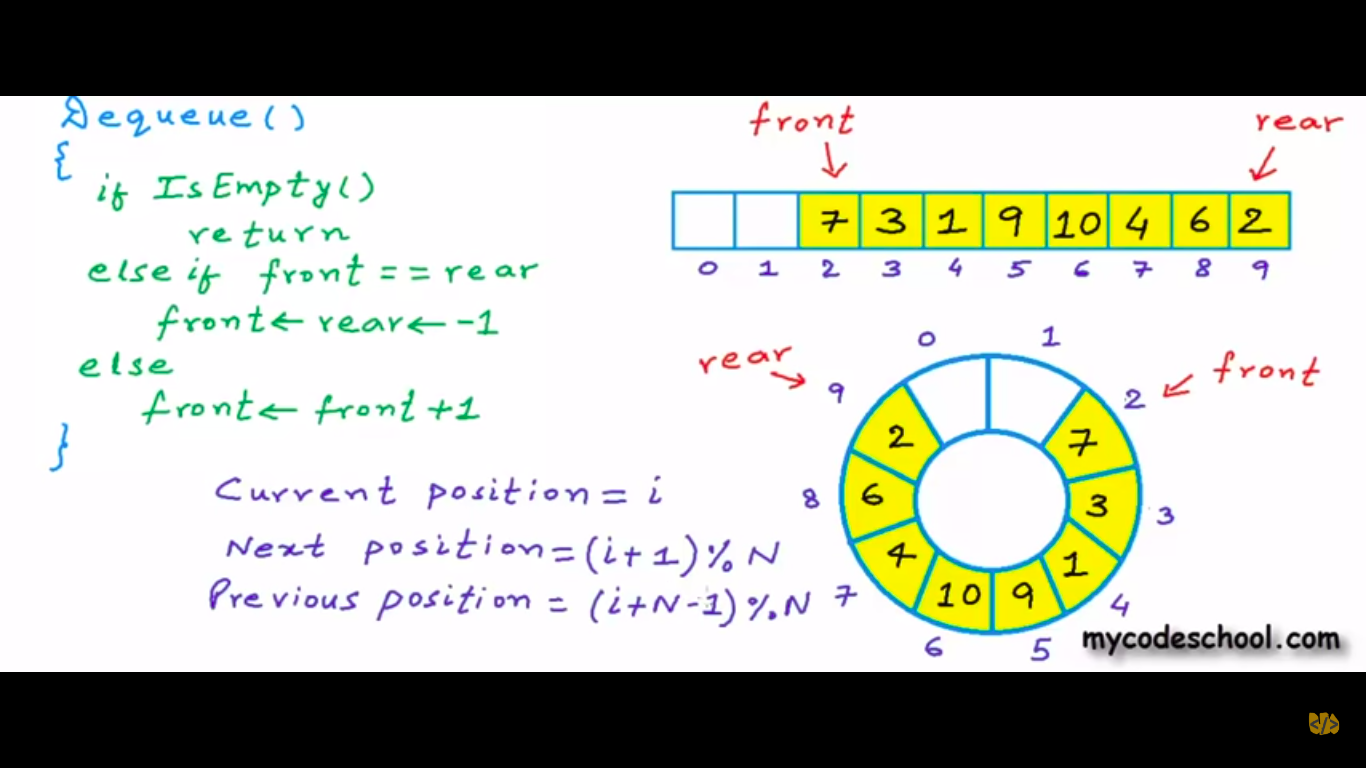 Dequeue()
{
if IsEmpty()
return
else if front == rear
front ← rear ← -1
else
front ← front +1
}
Current position = i
Next position = (i+1)%N
Previous position = (i+N-1)%N
front
rear
7 3 1 9 10 4 6 2
0 1 2 3 4 5 6 7 8 9
rear
front
0 1
9 2
2 7
8 6 3 3
4 1
7 10 9 4
6 5
mycodeschool.com